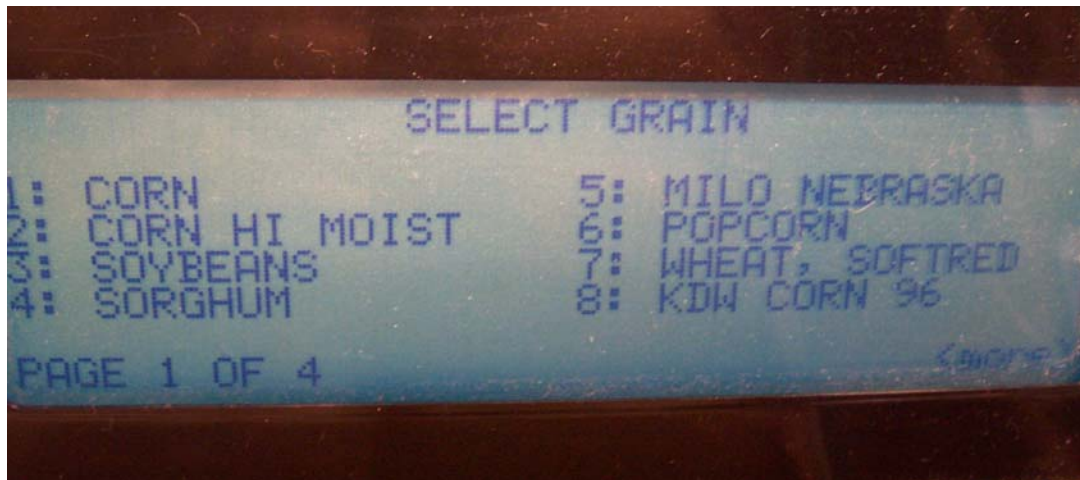 SELECT GRAIN
1: CORN
2: CORN HI MOIST
3: SOYBEANS
4: SORGHUM
5: MILO NEBRASKA
6: POPCORN
7: WHEAT, SOFTRED
8: KDW CORN 96
PAGE 1 OF 4
<more>